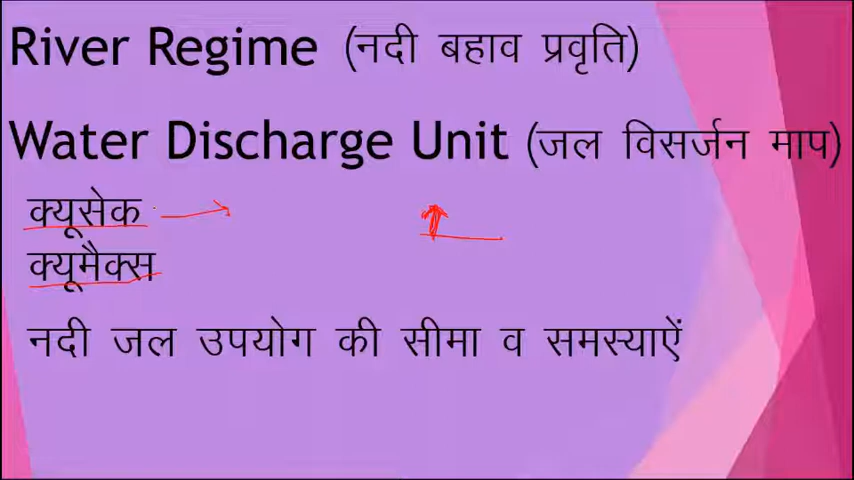 River Regime (नदी बहाव प्रवृति)
Water Discharge Unit (जल विसर्जन माप)
क्यूसेक
क्यूमैक्स
नदी जल उपयोग की सीमा व समस्याऐं